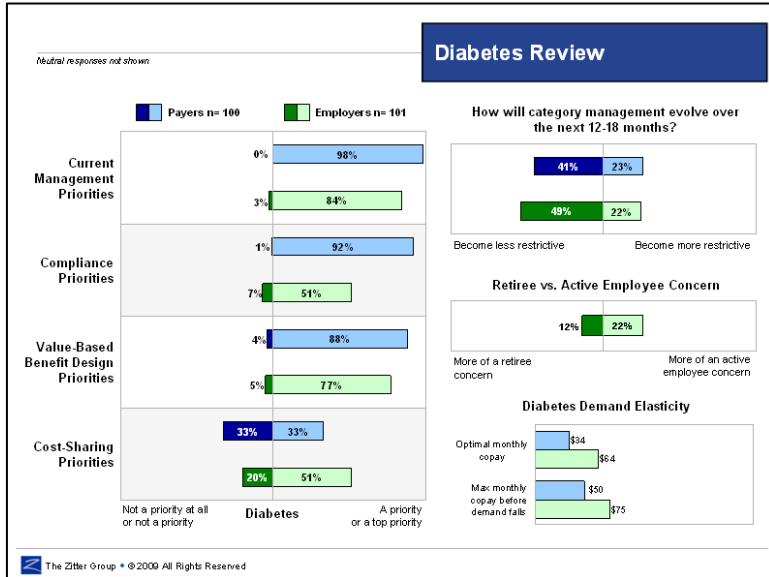 Diabetes Review
Neutral responses not shown
Payers n= 100
Employers n= 101
Current
Management
Priorities
0%
98%
3%
84%
Compliance
Priorities
1%
92%
7%
51%
Value-Based
Benefit Design
Priorities
4%
88%
5%
77%
Cost-Sharing
Priorities
33%
33%
20%
51%
Not a priority at all
or not a priority
Diabetes
A priority
or a top priority
How will category management evolve over
the next 12-18 months?
41%
23%
49%
22%
Become less restrictive
Become more restrictive
Retiree vs. Active Employee Concern
12%
22%
More of a retiree
concern
More of an active
employee concern
Diabetes Demand Elasticity
Optimal monthly
copay
$34
$64
Max monthly
copay before
demand falls
$50
$75
The Zitter Group • © 2009 All Rights Reserved